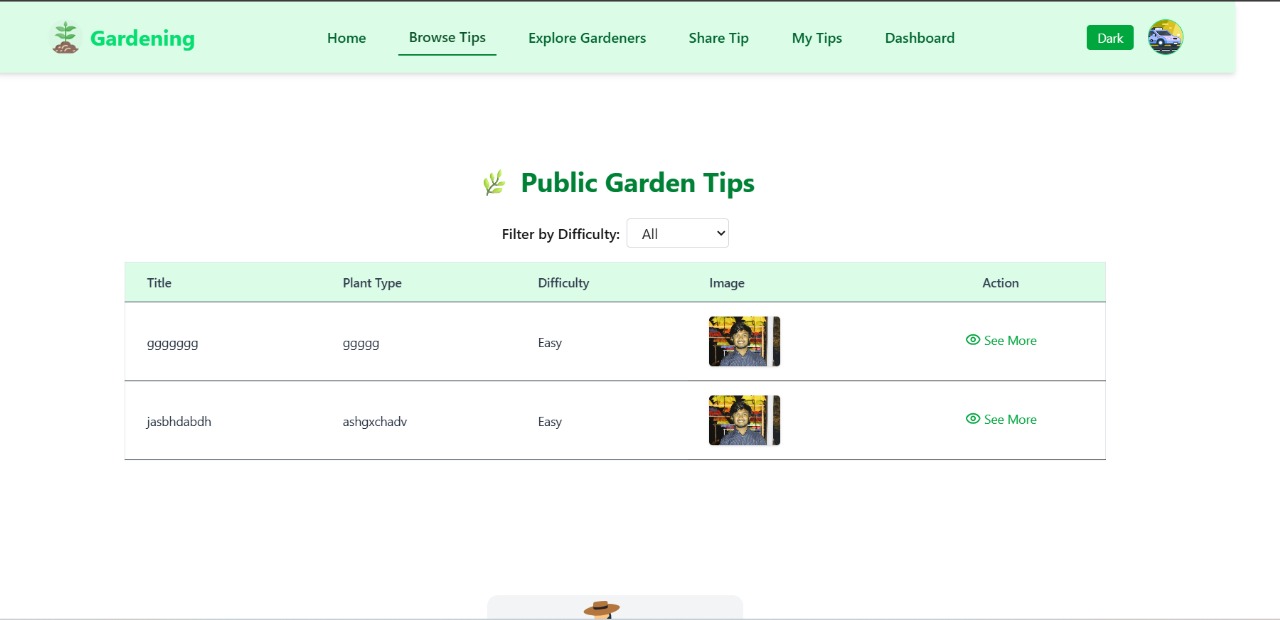 Gardening
Home Browse Tips Explore Gardeners Share Tip My Tips Dashboard Dark
Public Garden Tips
Filter by Difficulty: All
Title Plant Type Difficulty Image Action
ggggggg ggggg Easy See More
jasbhdabdh ashgxchadv Easy See More